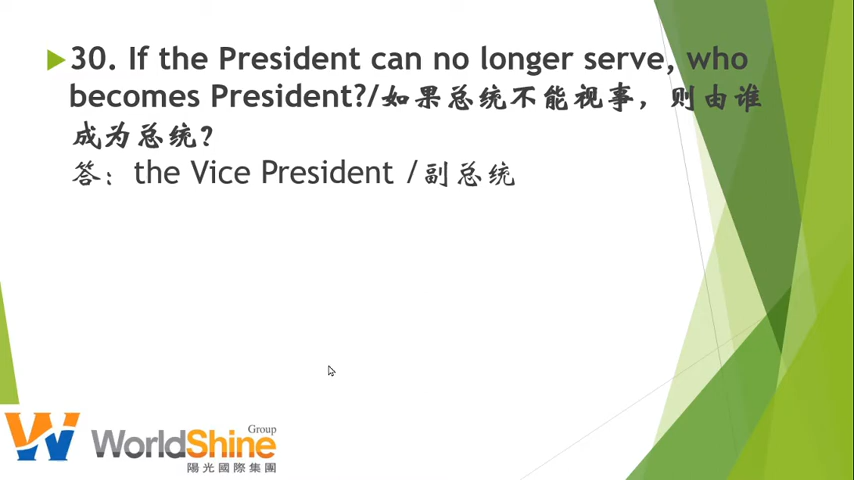 30. If the President can no longer serve, who
becomes President?/如果总统不能视事，则由谁
成为总统?
答：the Vice President /副总统
Group
WorldShine
陽光國際集團